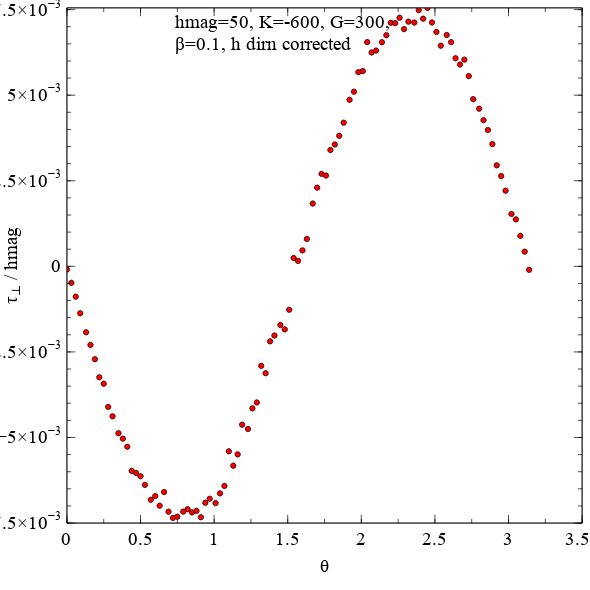 .5×10⁻³
hmag=50, K=-600, G=300,
β=0.1, h dirn corrected
5×10⁻³
.5×10⁻³
0
τ⊥ / hmag
.5×10⁻³
−5×10⁻³
.5×10⁻³
0 0.5 1 1.5 2 2.5 3 3.5
θ